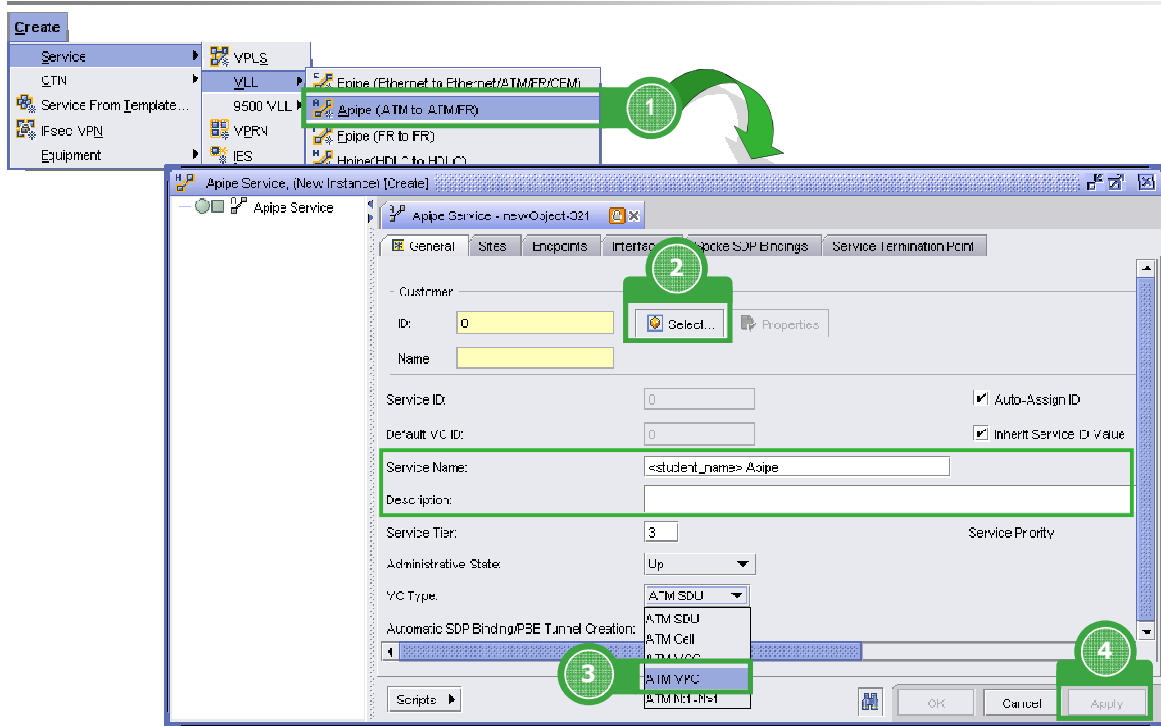 Create
Service
VPLS
CTN
VLL
Epipe (Ethernet to Ethernet/ATM/FR/CEM)
Service From Template...
9500 VLL
Apipe (ATM to ATM/FR)
1
IPsec VPN
VPRN
Fpipe (FR to FR)
Equipment
IES
Hpipe(HDLC to HDLC)
Apipe Service, (New Instance) [Create]
Apipe Service
Apipe Service - new-Object-321
General
Sites
Endpoints
Interfaces
Spoke SDP Bindings
Service Termination Point
2
Customer
ID:
0
Select...
Properties
Name
Service ID:
0
Auto-Assign ID
Default VC ID:
0
Inherit Service ID Value
Service Name:
<student_name> Apipe
Description:
Service Tier:
3
Service Priority
Administrative State:
Up
VC Type:
ATM SDU
ATM SDU
Automatic SDP Binding/PBE Tunnel Creation:
ATM Cell
ATM VCC
3
ATM VPC
4
Scripts
OK
Cancel
Apply